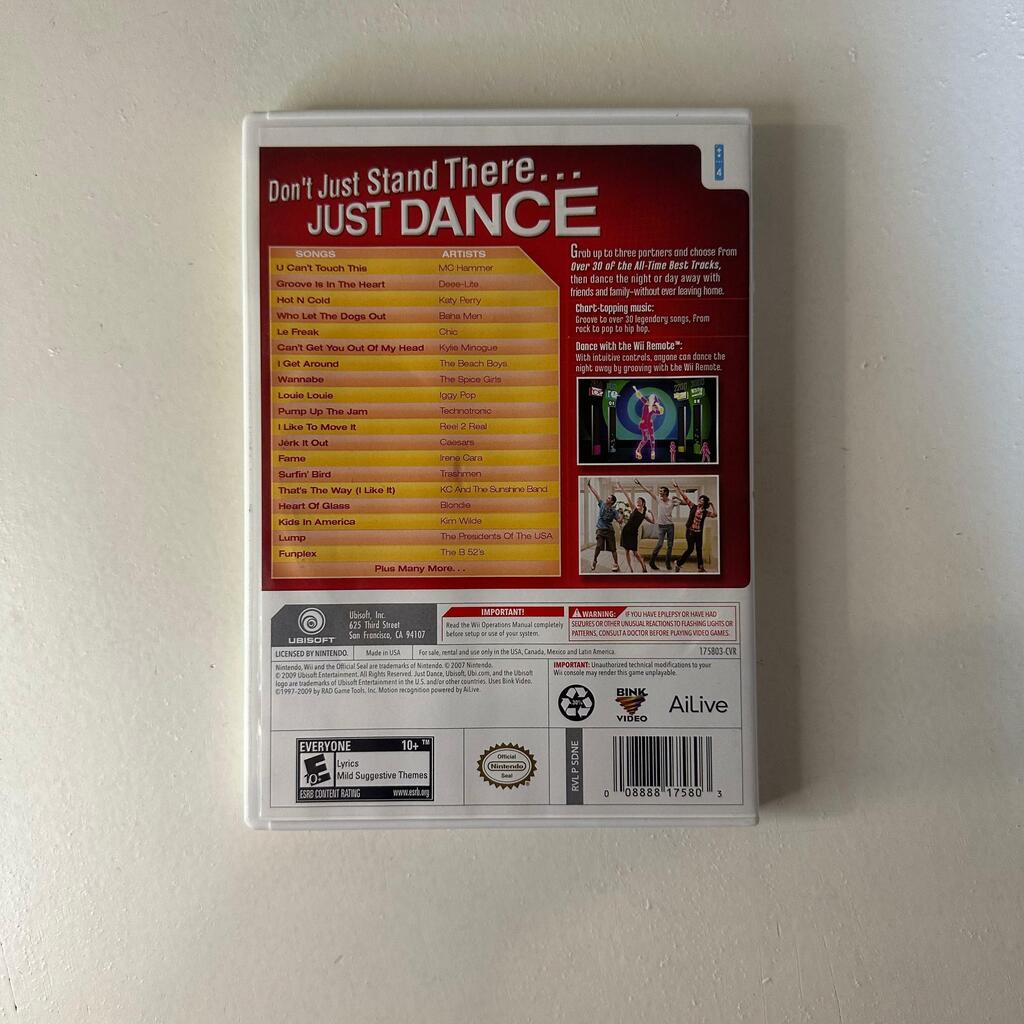 Don't Just Stand There...
JUST DANCE
4
SONGS ARTISTS
U Can't Touch This MC Hammer
Groove Is In The Heart Deee-Lite
Hot N Cold Katy Perry
Who Let The Dogs Out Baha Men
Le Freak Chic
Can't Get You Out Of My Head Kylie Minogue
I Get Around The Beach Boys
Wannabe The Spice Girls
Louie Louie Iggy Pop
Pump Up The Jam Technotronic
I Like To Move It Reel 2 Real
Jerk It Out Caesars
Fame Irene Cara
Surfin' Bird Trashmen
That's The Way (I Like It) KC And The Sunshine Band
Heart Of Glass Blondie
Kids In America Kim Wilde
Lump The Presidents Of The USA
Funplex The B 52's
Plus Many More...
Grab up to three partners and choose from
Over 30 of the All-Time Best Tracks,
then dance the night or day away with
friends and family–without ever leaving home.
Chart-topping music:
Groove to over 30 legendary songs, from
rock to pop to hip hop.
Dance with the Wii Remote™:
With intuitive controls, anyone can dance the
night away by grooving with the Wii Remote.
UBISOFT
Ubisoft, Inc.
625 Third Street
San Francisco, CA 94107
IMPORTANT!
Read the Wii Operations Manual completely
before setup or use of your system.
WARNING: IF YOU HAVE EPILEPSY OR HAVE HAD
SEIZURES OR OTHER UNUSUAL REACTIONS TO FLASHING LIGHTS OR
PATTERNS, CONSULT A DOCTOR BEFORE PLAYING VIDEO GAMES.
LICENSED BY NINTENDO. Made in USA For sale, rental and use only in the USA, Canada, Mexico and Latin America. 175803-CVR
Nintendo, Wii and the Official Seal are trademarks of Nintendo. © 2007 Nintendo.
© 2009 Ubisoft Entertainment. All Rights Reserved. Just Dance, Ubisoft, Ubi.com, and the Ubisoft
logo are trademarks of Ubisoft Entertainment in the U.S. and/or other countries. Uses Bink Video.
©1997-2009 by RAD Game Tools, Inc. Motion recognition powered by AiLive.
IMPORTANT: Unauthorized technical modifications to your
Wii console may render this game unplayable.
BINK
VIDEO
AiLive
EVERYONE 10+™
E
10+
Lyrics
Mild Suggestive Themes
ESRB CONTENT RATING www.esrb.org
Official
Nintendo
Seal
RVL P SDNE
0 08888 17580 3